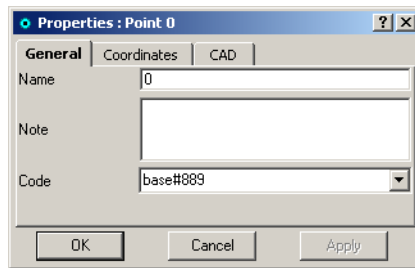 Properties : Point 0
General
Coordinates
CAD
Name
0
Note
Code
base#889
OK
Cancel
Apply